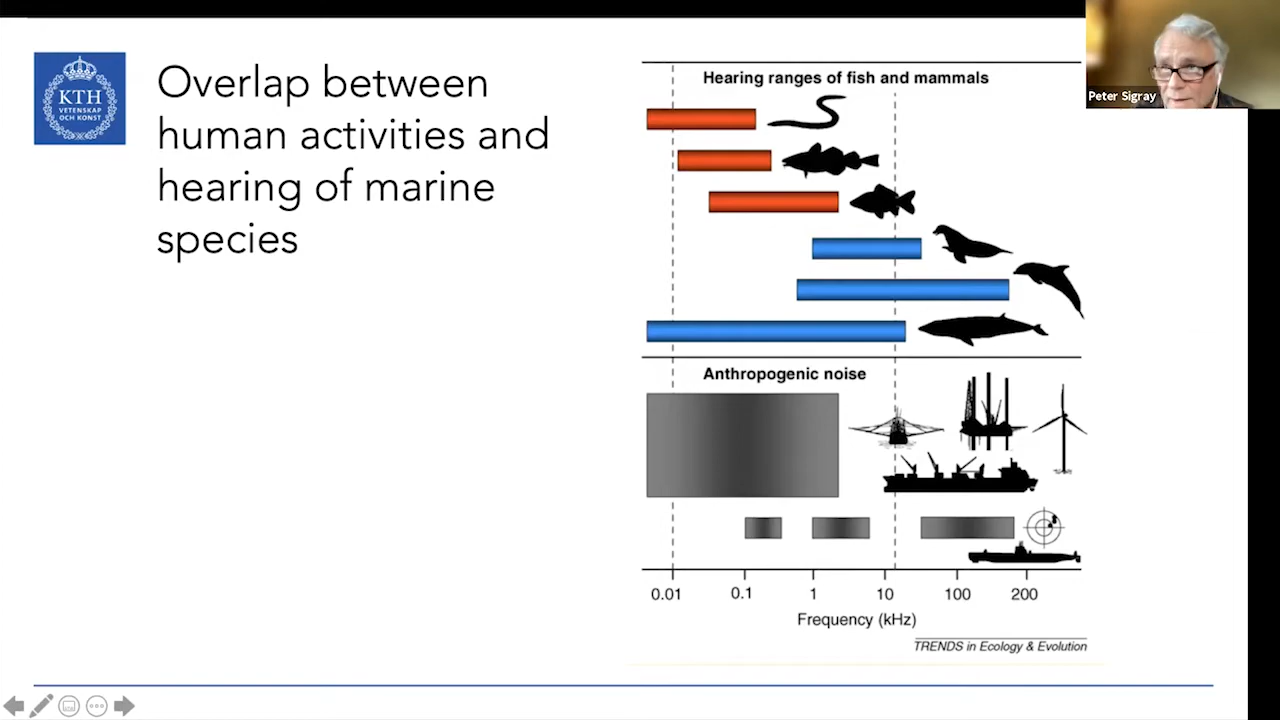 KTH
VETENSKAP
OCH KONST
Overlap between
human activities and
hearing of marine
species
Peter Sigray
Hearing ranges of fish and mammals
Anthropogenic noise
0.01 0.1 1 10 100 200
Frequency (kHz)
TRENDS in Ecology & Evolution